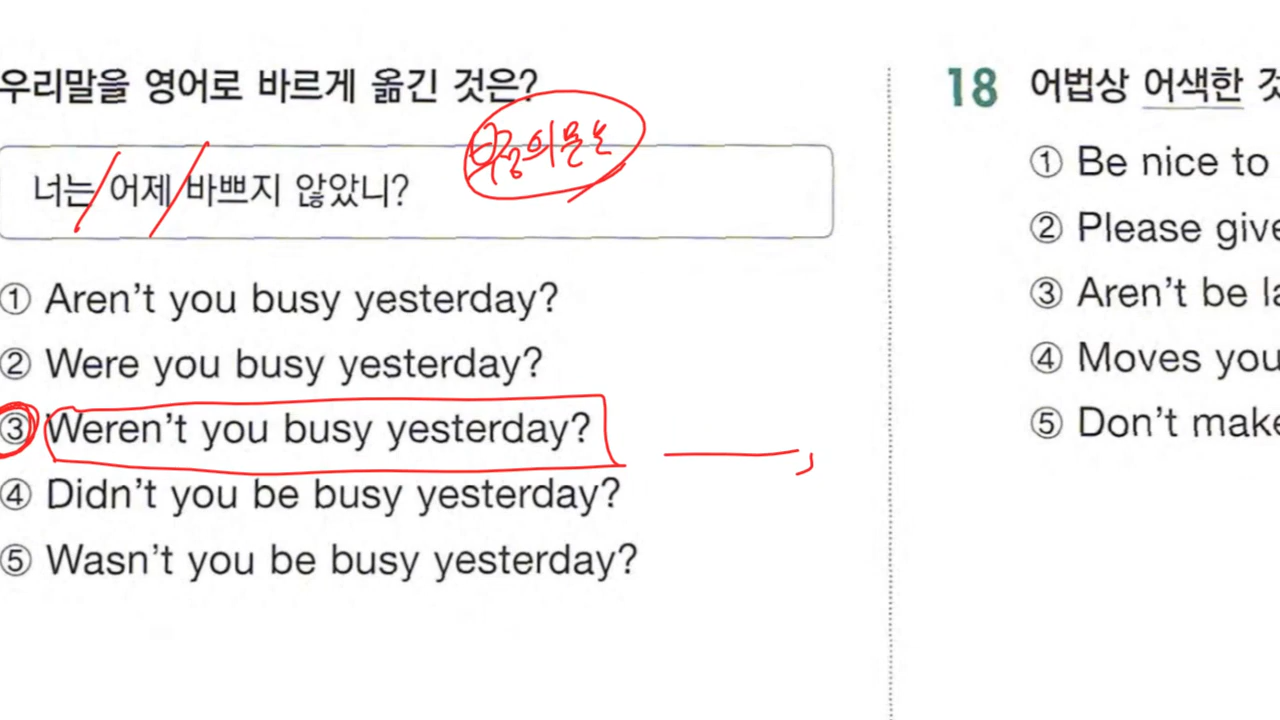 우리말을 영어로 바르게 옮긴 것은?
부정의문문
너는 어제 바쁘지 않았니?
① Aren't you busy yesterday?
② Were you busy yesterday?
③ Weren't you busy yesterday?
④ Didn't you be busy yesterday?
⑤ Wasn't you be busy yesterday?
18 어법상 어색한
① Be nice to
② Please give
③ Aren't be
④ Moves you
⑤ Don't make